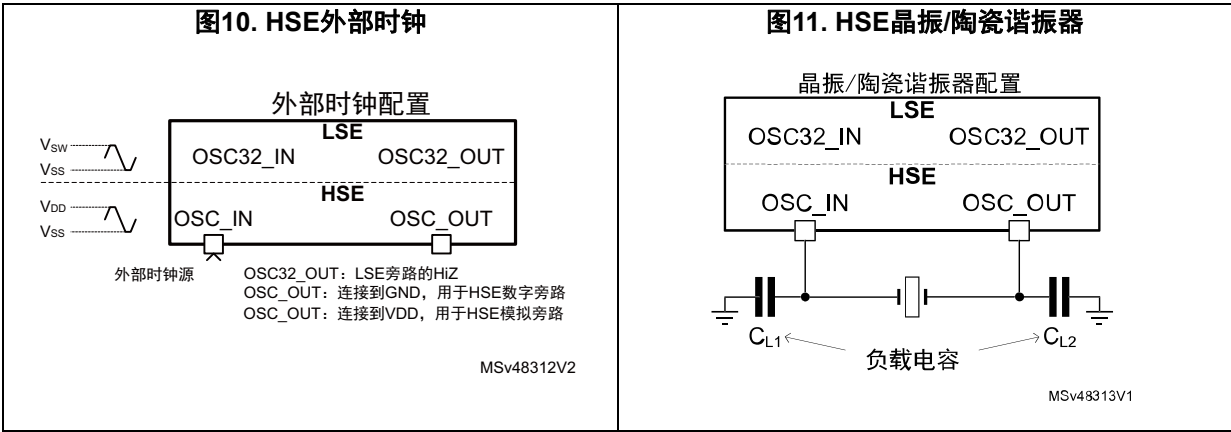 图10. HSE外部时钟
外部时钟配置
LSE
VSW
VSS
OSC32_IN OSC32_OUT
HSE
VDD
VSS
OSC_IN OSC_OUT
外部时钟源
OSC32_OUT：LSE旁路的HiZ
OSC_OUT：连接到GND，用于HSE数字旁路
OSC_OUT：连接到VDD，用于HSE模拟旁路
MSv48312V2
图11. HSE晶振/陶瓷谐振器
晶振/陶瓷谐振器配置
LSE
OSC32_IN OSC32_OUT
HSE
OSC_IN OSC_OUT
CL1 CL2
负载电容
MSv48313V1